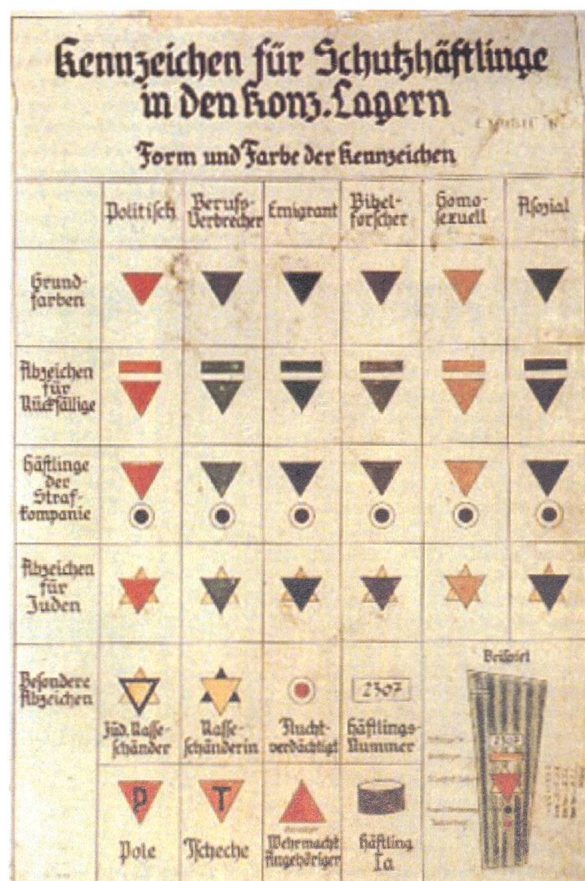 Kennzeichen für Schutzhäftlinge
in den Konz.Lagern
Form und Farbe der Kennzeichen
Politisch
Berufs-
Verbrecher
Emigrant
Bibel-
forscher
Homo-
sexuell
Asozial
Grund-
farben
Abzeichen
für
Rückfällige
Häftlinge
der
Straf-
kompanie
Abzeichen
für
Juden
Besondere
Abzeichen
Jüd. Rasse-
schänder
Rasse-
schänderin
Flucht-
verdächtigt
2307
Häftlings-
Nummer
Beispiel
2307
P
Pole
T
Tscheche
Wehrmacht
Angehöriger
Häftling
Ia